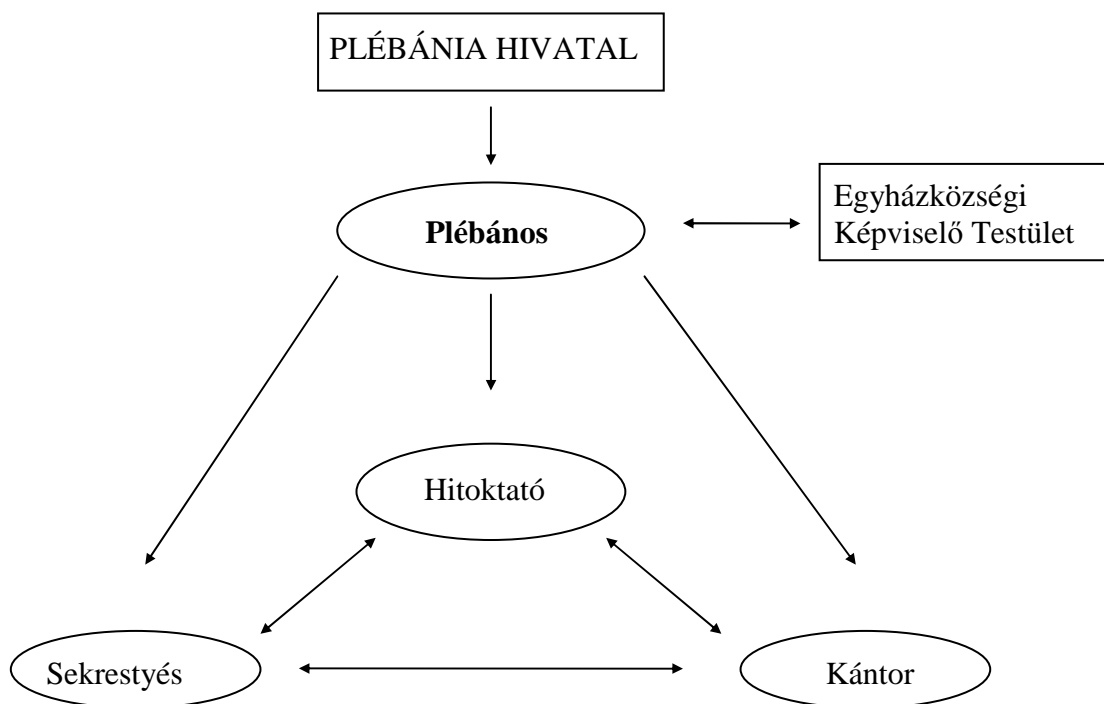 PLÉBÁNIA HIVATAL
Egyházközségi
Képviselő Testület
Plébános
Hitoktató
Sekrestyés
Kántor